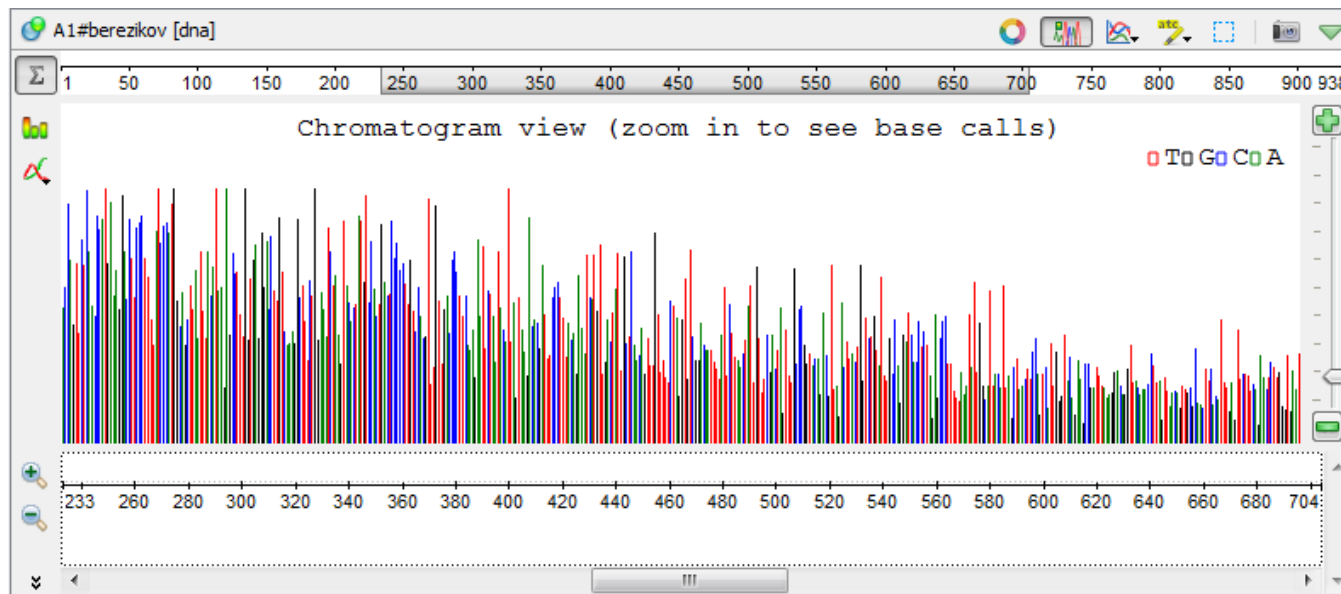 A1#berezikov [dna]
atc
Σ
1 50 100 150 200 250 300 350 400 450 500 550 600 650 700 750 800 850 900 938
Chromatogram view (zoom in to see base calls)
T G C A
233 260 280 300 320 340 360 380 400 420 440 460 480 500 520 540 560 580 600 620 640 660 680 704